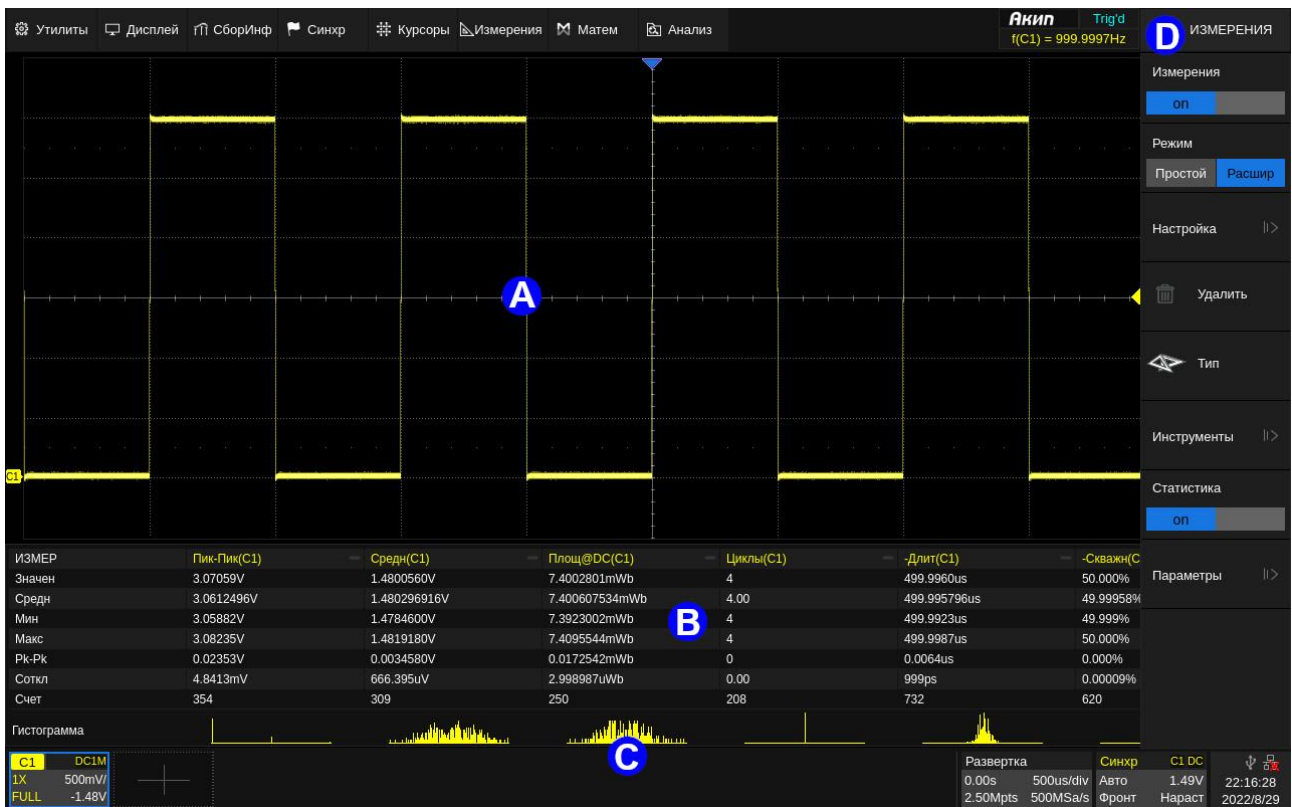 Утилиты Дисплей СборИнф Синхр Курсоры Измерения Матем Анализ Акип Trig'd
f(C1) = 999.9997Hz
D ИЗМЕРЕНИЯ
Измерения
on
Режим
Простой Расшир
Настройка
A
Удалить
Тип
Инструменты
C1
Статистика
on
Параметры
ИЗМЕР Пик-Пик(C1) Средн(C1) Площ@DC(C1) Циклы(C1) -Длит(C1) -Скважн(C
Значен 3.07059V 1.4800560V 7.4002801mWb 4 499.9960us 50.000%
Средн 3.0612496V 1.480296916V 7.400607534mWb 4.00 499.995796us 49.99958%
Мин 3.05882V 1.4784600V 7.3923002mWb 4 499.9923us 49.999%
B
Макс 3.08235V 1.4819180V 7.4095544mWb 4 499.9987us 50.000%
Pk-Pk 0.02353V 0.0034580V 0.0172542mWb 0 0.0064us 0.000%
Соткл 4.8413mV 666.395uV 2.998987uWb 0.00 999ps 0.00009%
Счет 354 309 250 208 732 620
Гистограмма
C
C1 DC1M
1X 500mV/
FULL -1.48V
Развертка
0.00s 500us/div
2.50Mpts 500MSa/s
Синхр C1 DC
Авто 1.49V
Фронт Нараст
22:16:28
2022/8/29